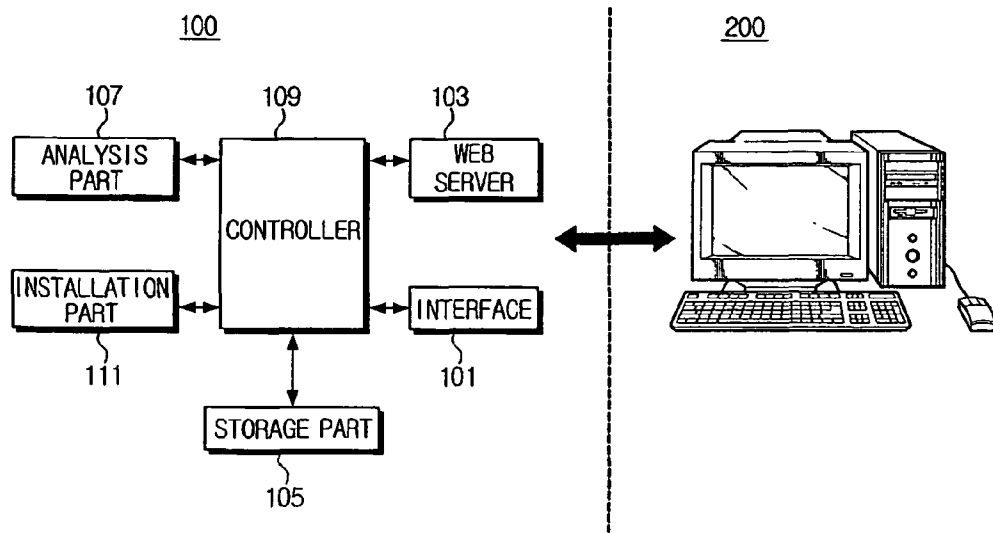 100
200
107
109
103
ANALYSIS
PART
CONTROLLER
WEB
SERVER
INSTALLATION
PART
INTERFACE
111
101
STORAGE PART
105